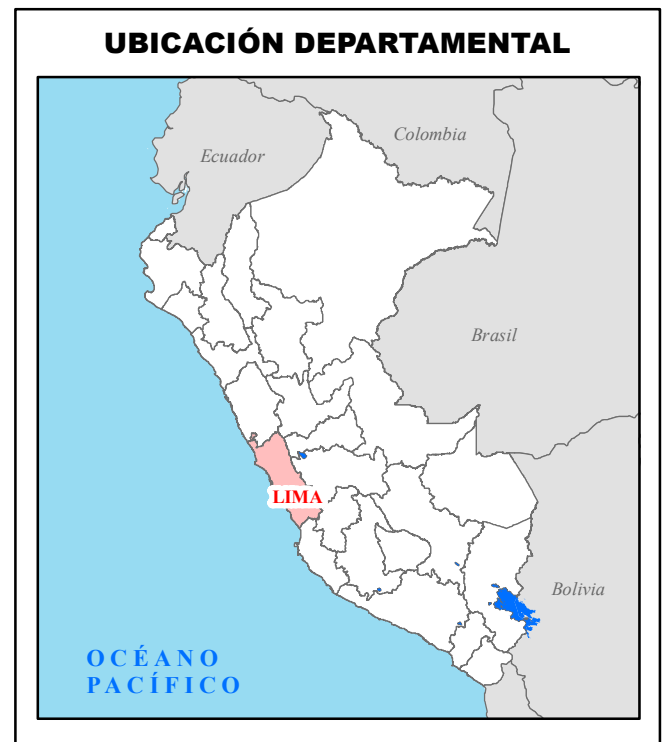 UBICACIÓN DEPARTAMENTAL
Colombia
Ecuador
Brasil
LIMA
Bolivia
OCÉANO
PACÍFICO